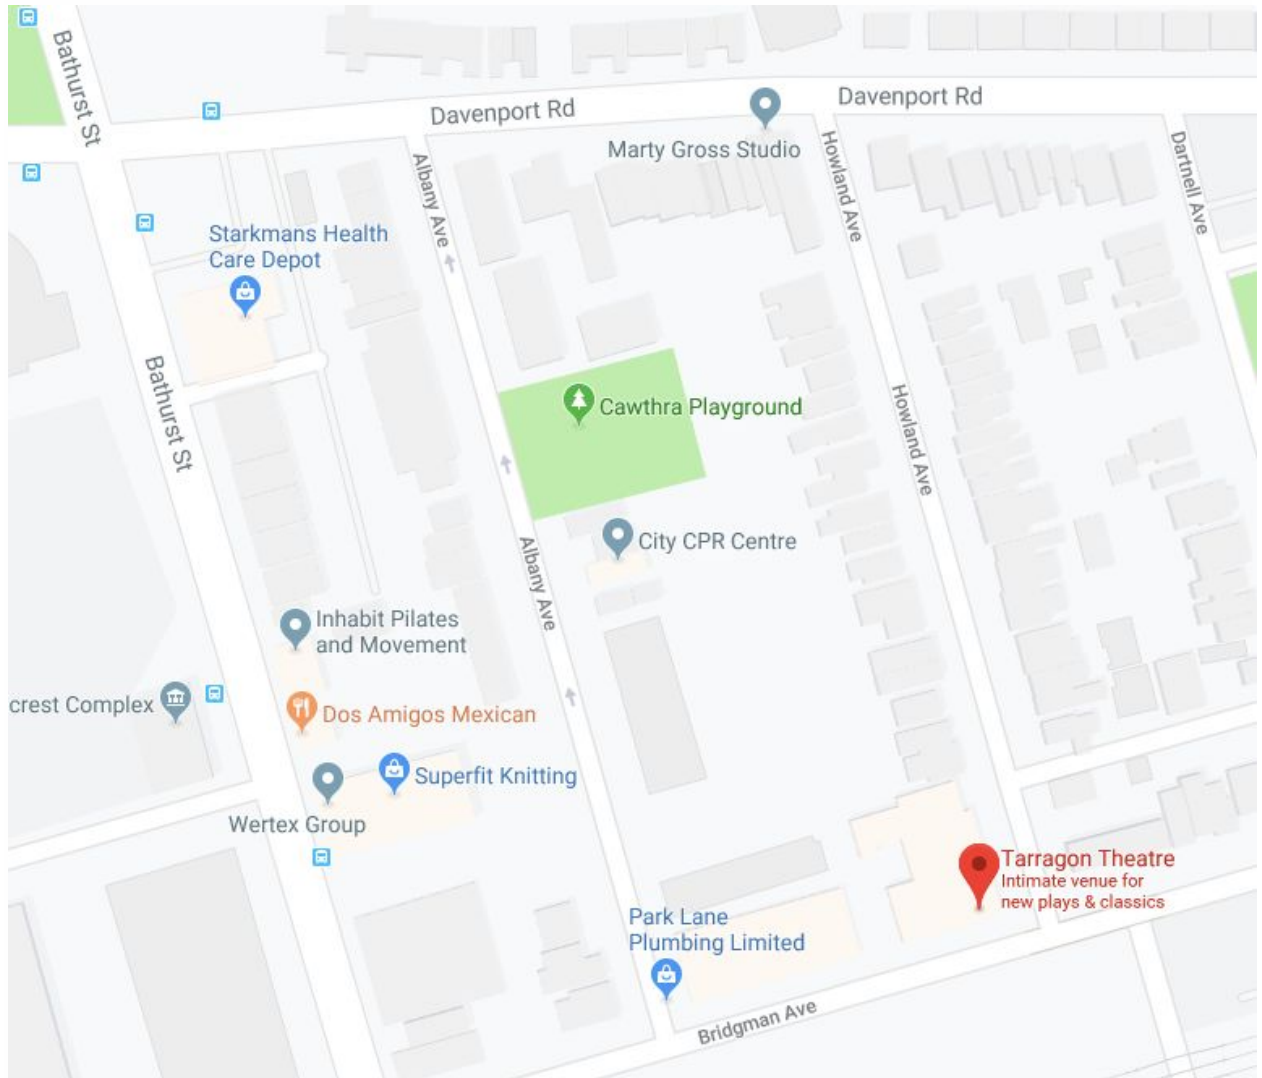 Bathurst St
Davenport Rd
Davenport Rd
Marty Gross Studio
Albany Ave
Howland Ave
Dartnell Ave
Starkmans Health
Care Depot
Bathurst St
Cawthra Playground
Howland Ave
City CPR Centre
Albany Ave
Inhabit Pilates
and Movement
crest Complex
Dos Amigos Mexican
Superfit Knitting
Wertex Group
Tarragon Theatre
Intimate venue for
new plays & classics
Park Lane
Plumbing Limited
Bridgman Ave